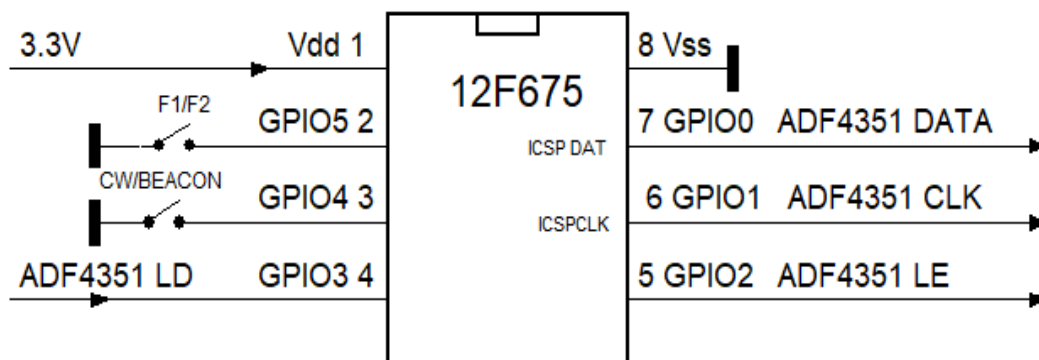 3.3V Vdd 1 8 Vss
12F675
F1/F2
GPIO5 2 7 GPIO0 ADF4351 DATA
ICSP DAT
CW/BEACON
GPIO4 3 6 GPIO1 ADF4351 CLK
ICSPCLK
ADF4351 LD GPIO3 4 5 GPIO2 ADF4351 LE